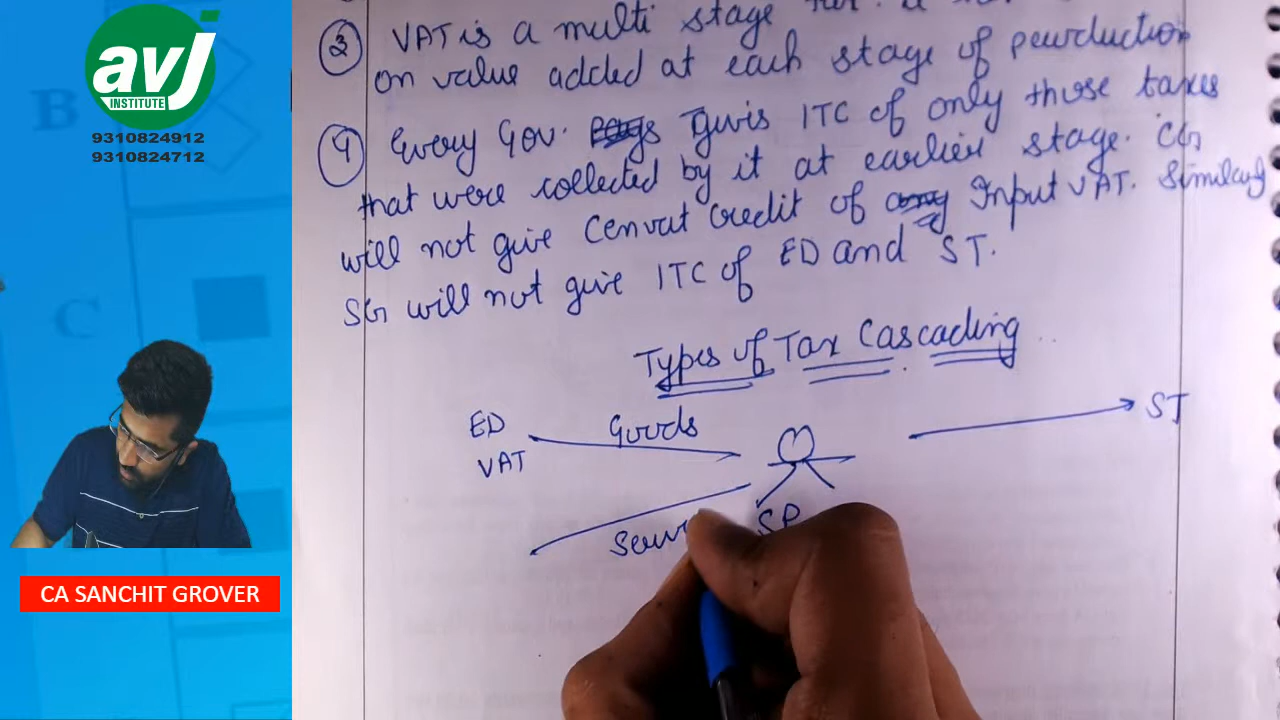 avj
INSTITUTE
9310824912
9310824712
B
C
CA SANCHIT GROVER
3 VAT is a multi stage
on value added at each stage of peurduction
4 Every Gov. givis ITC of only those taxes
that were collected by it at earlier stage. CG
will not give Cenvat Credit of Input VAT. Similarly
SG will not give ITC of ED and ST.
Types of Tax Cascading
ED
VAT
Goods
ST
SP